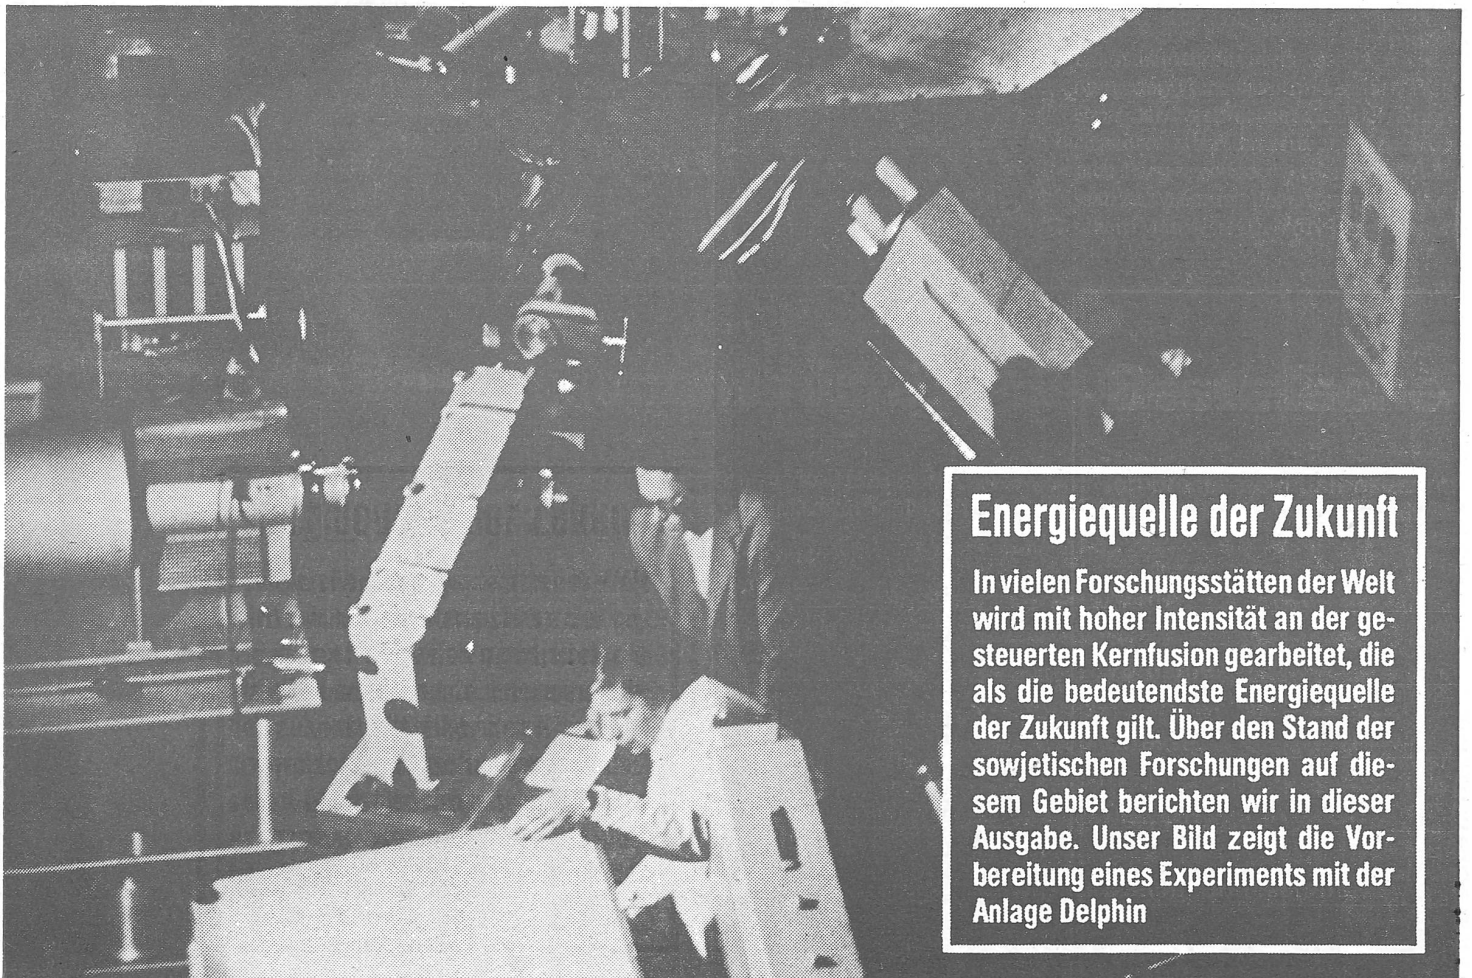 Energiequelle der Zukunft
In vielen Forschungsstätten der Welt
wird mit hoher Intensität an der ge-
steuerten Kernfusion gearbeitet, die
als die bedeutendste Energiequelle
der Zukunft gilt. Über den Stand der
sowjetischen Forschungen auf die-
sem Gebiet berichten wir in dieser
Ausgabe. Unser Bild zeigt die Vor-
bereitung eines Experiments mit der
Anlage Delphin